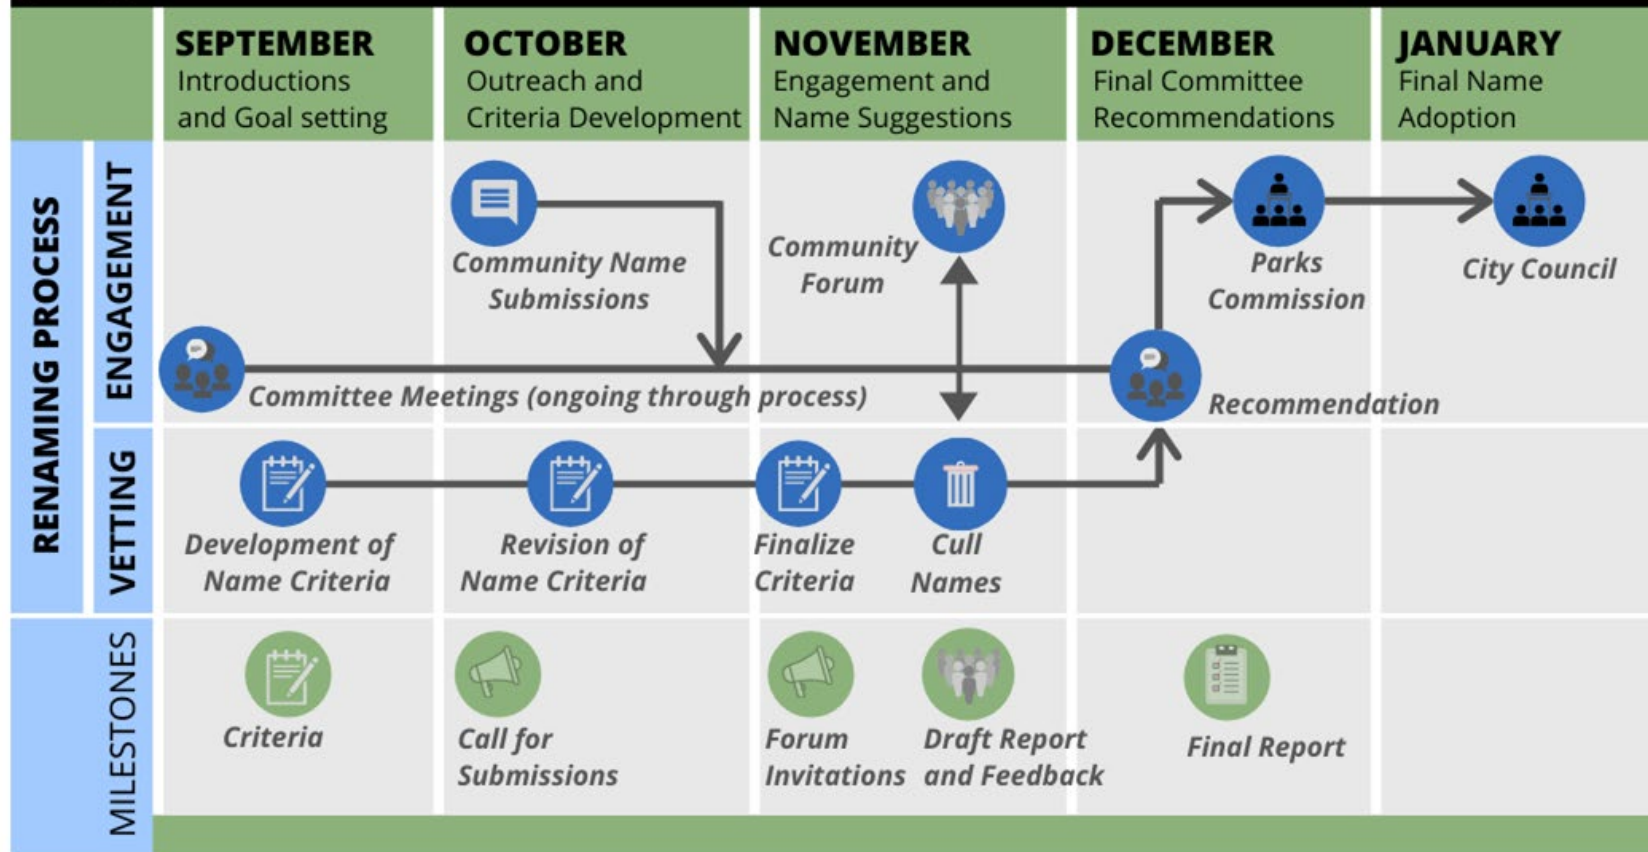 SEPTEMBER
Introductions
and Goal setting
OCTOBER
Outreach and
Criteria Development
NOVEMBER
Engagement and
Name Suggestions
DECEMBER
Final Committee
Recommendations
JANUARY
Final Name
Adoption
RENAMING PROCESS
ENGAGEMENT
Community Name
Submissions
Community
Forum
Parks
Commission
City Council
Committee Meetings (ongoing through process)
Recommendation
VETTING
Development of
Name Criteria
Revision of
Name Criteria
Finalize
Criteria
Cull
Names
MILESTONES
Criteria
Call for
Submissions
Forum
Invitations
Draft Report
and Feedback
Final Report